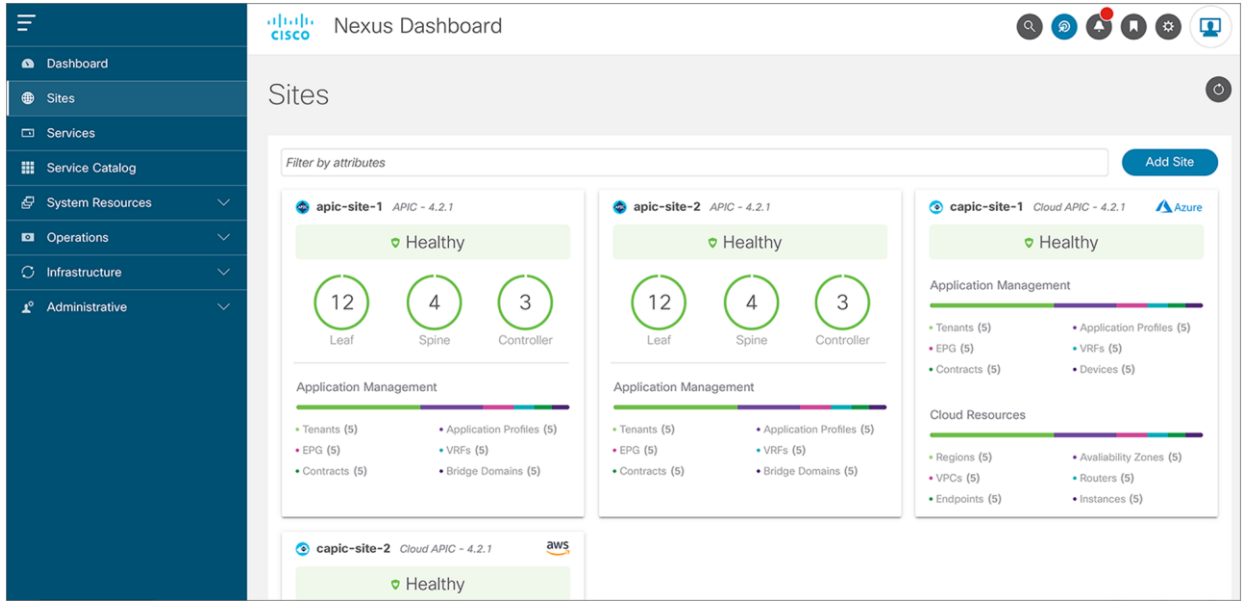 cisco Nexus Dashboard
Dashboard
Sites
Services
Service Catalog
System Resources
Operations
Infrastructure
Administrative
Sites
Filter by attributes
Add Site
apic-site-1 APIC - 4.2.1
Healthy
12 4 3
Leaf Spine Controller
Application Management
Tenants (5) Application Profiles (5)
EPG (5) VRFs (5)
Contracts (5) Bridge Domains (5)
apic-site-2 APIC - 4.2.1
Healthy
12 4 3
Leaf Spine Controller
Application Management
Tenants (5) Application Profiles (5)
EPG (5) VRFs (5)
Contracts (5) Bridge Domains (5)
capic-site-1 Cloud APIC - 4.2.1 Azure
Healthy
Application Management
Tenants (5) Application Profiles (5)
EPG (5) VRFs (5)
Contracts (5) Devices (5)
Cloud Resources
Regions (5) Avaliability Zones (5)
VPCs (5) Routers (5)
Endpoints (5) Instances (5)
capic-site-2 Cloud APIC - 4.2.1 aws
Healthy